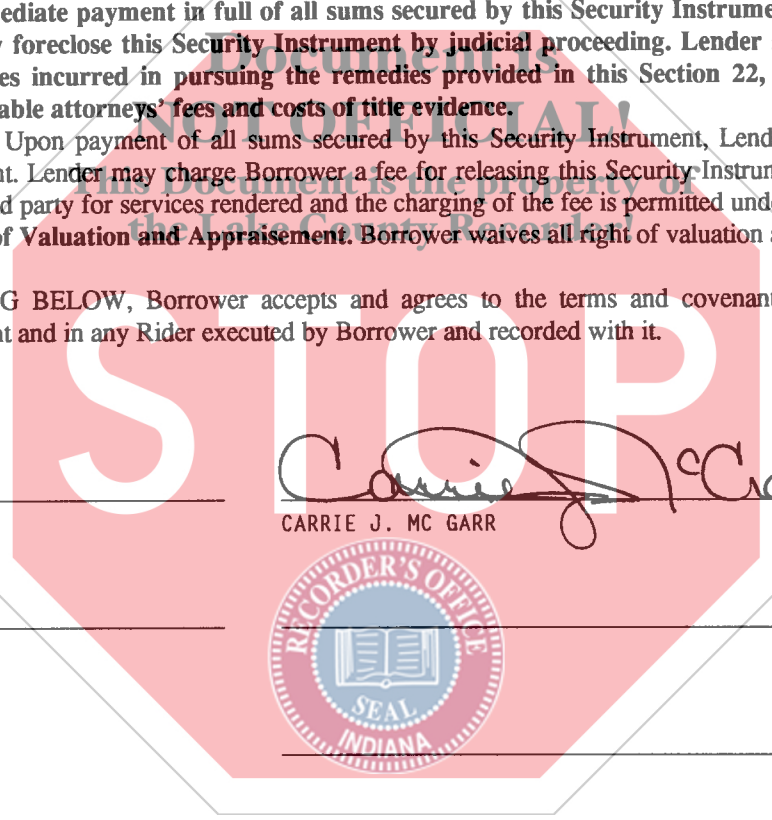 ediate payment in full of all sums secured by this Security Instrume
foreclose this Security Instrument by judicial proceeding. Lender
es incurred in pursuing the remedies provided in this Section 22,
able attorneys' fees and costs of title evidence.
Upon payment of all sums secured by this Security Instrument, Lend
nt. Lender may charge Borrower a fee for releasing this Security Instrum
d party for services rendered and the charging of the fee is permitted unde
of Valuation and Appraisement. Borrower waives all right of valuation a
G BELOW, Borrower accepts and agrees to the terms and covenant
nt and in any Rider executed by Borrower and recorded with it.
Document is
NOT OFFICIAL!
This Document is the property of
the Lake County Recorder!
STOP
Carrie J McG
CARRIE J. MC GARR
RECORDER'S OFFICE
SEAL
INDIANA